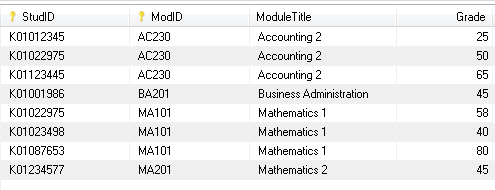 StudID ModID ModuleTitle Grade
K01012345 AC230 Accounting 2 25
K01022975 AC230 Accounting 2 50
K01123445 AC230 Accounting 2 65
K01001986 BA201 Business Administration 45
K01022975 MA101 Mathematics 1 58
K01023498 MA101 Mathematics 1 40
K01087653 MA101 Mathematics 1 80
K01234577 MA201 Mathematics 2 45